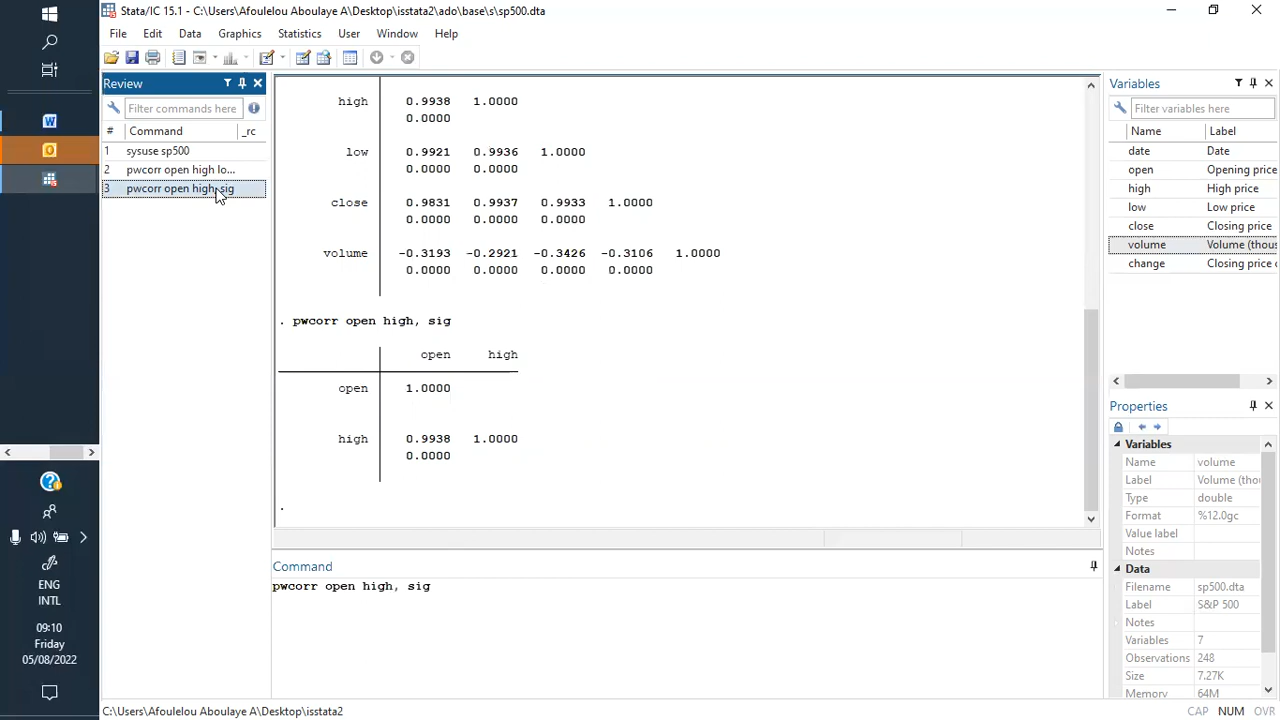 Stata/IC 15.1 - C:\Users\Afoulelou Aboulaye A\Desktop\isstata2\ado\base\s\sp500.dta
File Edit Data Graphics Statistics User Window Help
Review
Filter commands here
# Command _rc
1 sysuse sp500
2 pwcorr open high lo...
3 pwcorr open high, sig
high 0.9938 1.0000
0.0000
low 0.9921 0.9936 1.0000
0.0000 0.0000
close 0.9831 0.9937 0.9933 1.0000
0.0000 0.0000 0.0000
volume -0.3193 -0.2921 -0.3426 -0.3106 1.0000
0.0000 0.0000 0.0000 0.0000
. pwcorr open high, sig
open high
open 1.0000
high 0.9938 1.0000
0.0000
.
Command
pwcorr open high, sig
Variables
Filter variables here
Name Label
date Date
open Opening price
high High price
low Low price
close Closing price
volume Volume (thous
change Closing price c
Properties
Variables
Name volume
Label Volume (thou
Type double
Format %12.0gc
Value label
Notes
Data
Filename sp500.dta
Label S&P 500
Notes
Variables 7
Observations 248
Size 7.27K
Memory 64M
C:\Users\Afoulelou Aboulaye A\Desktop\isstata2
CAP NUM OVR
ENG
INTL
09:10
Friday
05/08/2022